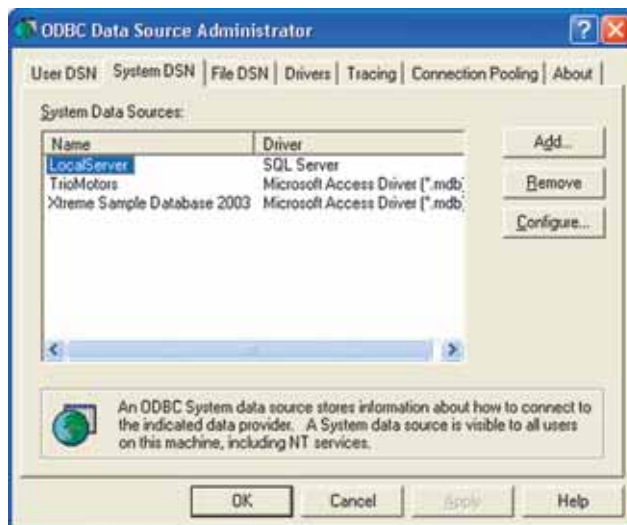 ODBC Data Source Administrator
User DSN System DSN File DSN Drivers Tracing Connection Pooling About
System Data Sources:
Name Driver
LocalServer SQL Server
TrioMotors Microsoft Access Driver (*.mdb)
Xtreme Sample Database 2003 Microsoft Access Driver (*.mdb)
Add...
Remove
Configure...
An ODBC System data source stores information about how to connect to
the indicated data provider. A System data source is visible to all users
on this machine, including NT services.
OK Cancel Apply Help